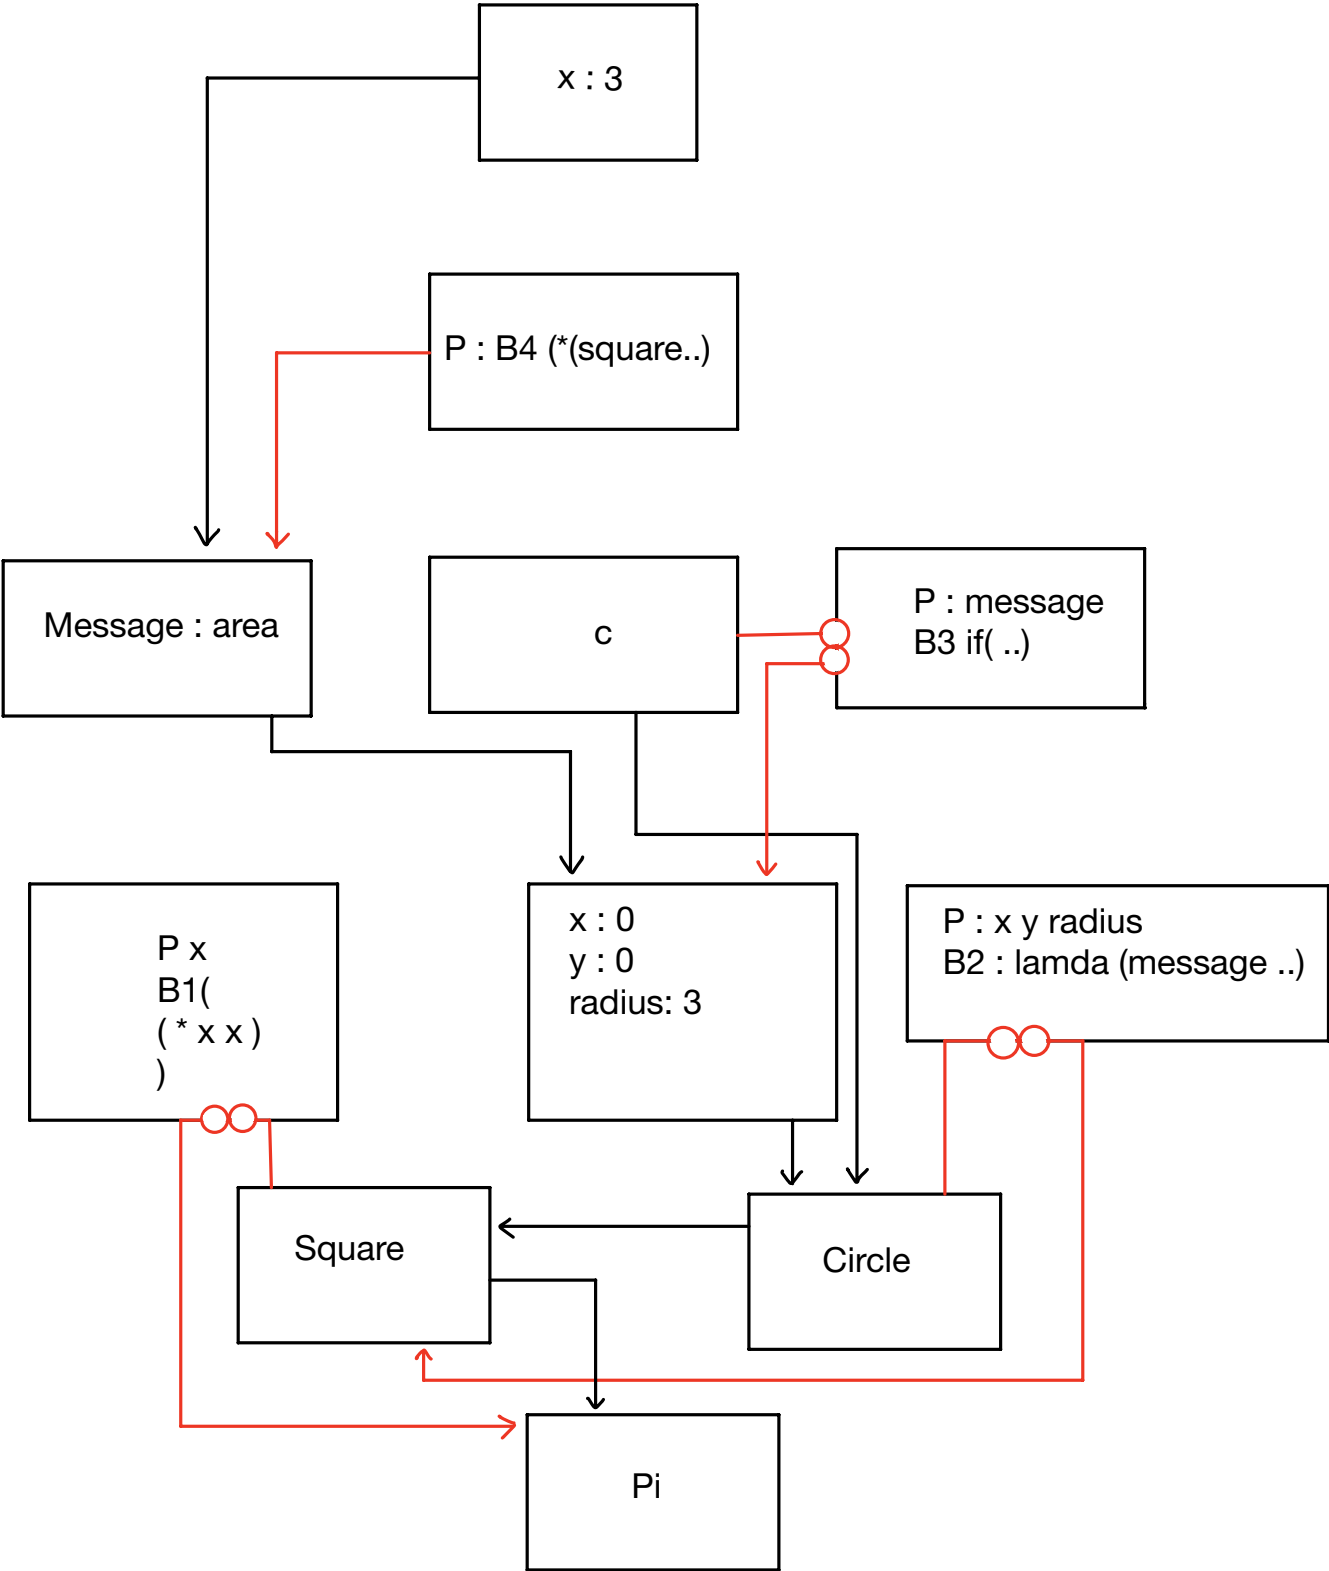 x : 3
P : B4 (*(square..)
Message : area
c
P : message
B3 if( ..)
P x
B1(
( * x x )
)
x : 0
y : 0
radius: 3
P : x y radius
B2 : lamda (message ..)
Square
Circle
Pi